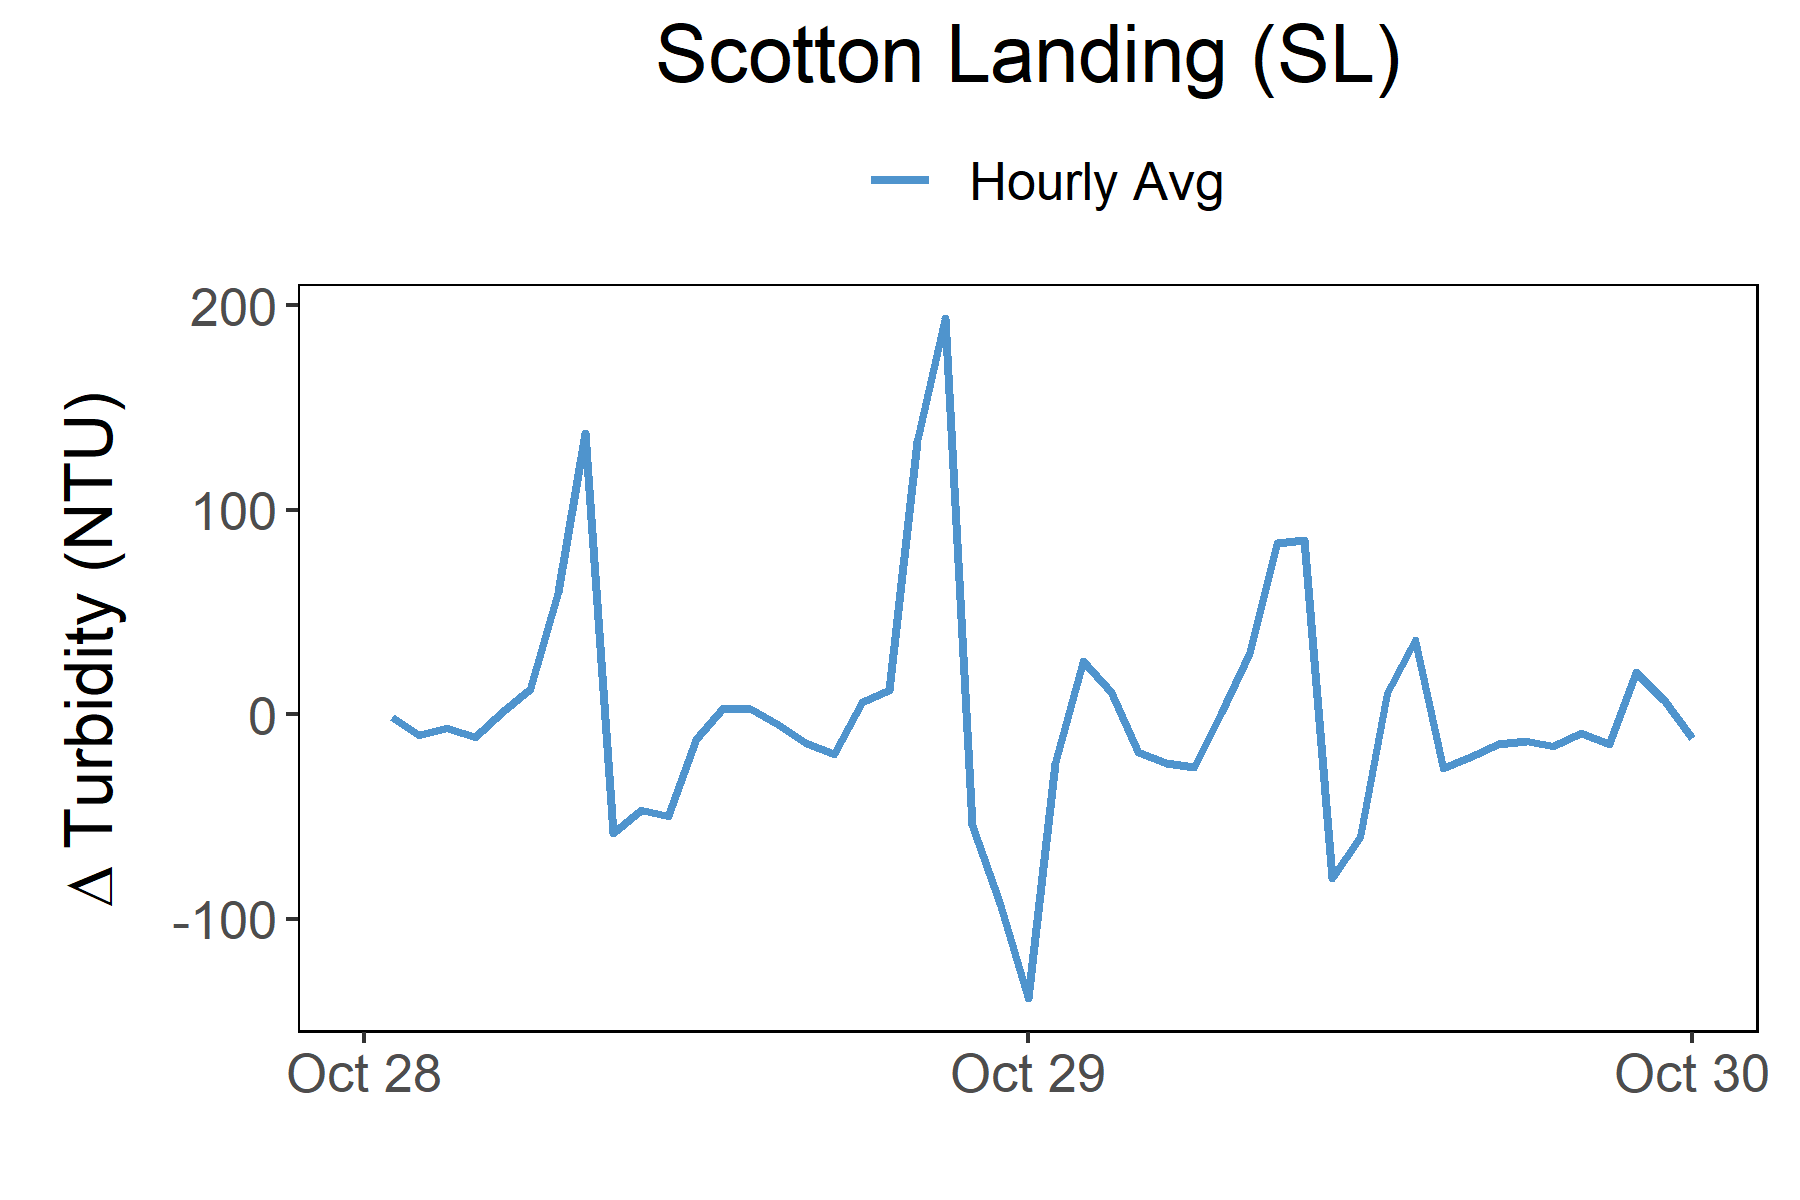 Scotton Landing (SL)
Hourly Avg
Δ Turbidity (NTU)
200
100
0
-100
Oct 28
Oct 29
Oct 30